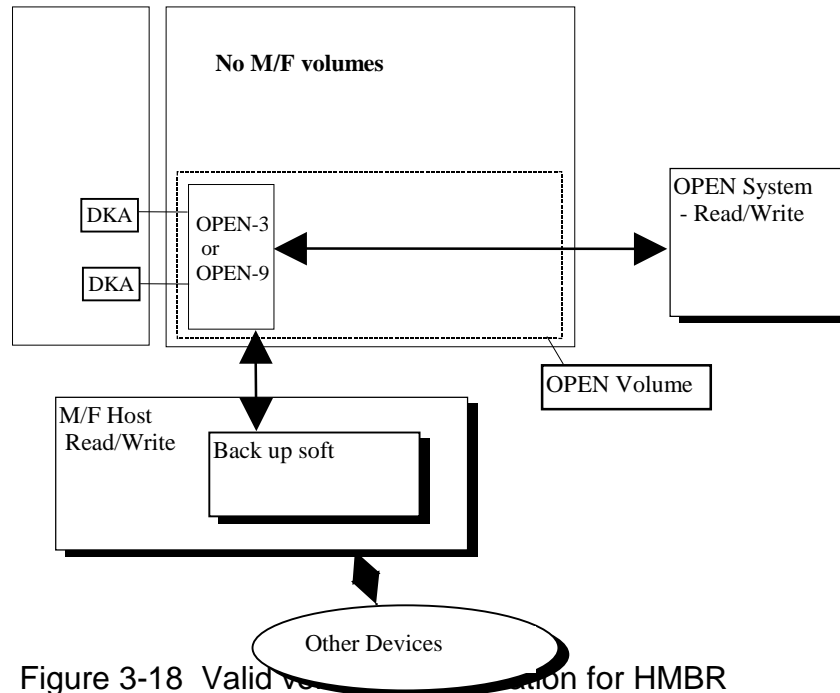 No M/F volumes
DKA
DKA
OPEN-3
or
OPEN-9
OPEN System
- Read/Write
OPEN Volume
M/F Host
Read/Write
Back up soft
Other Devices
Figure 3-18 Valid for HMBR